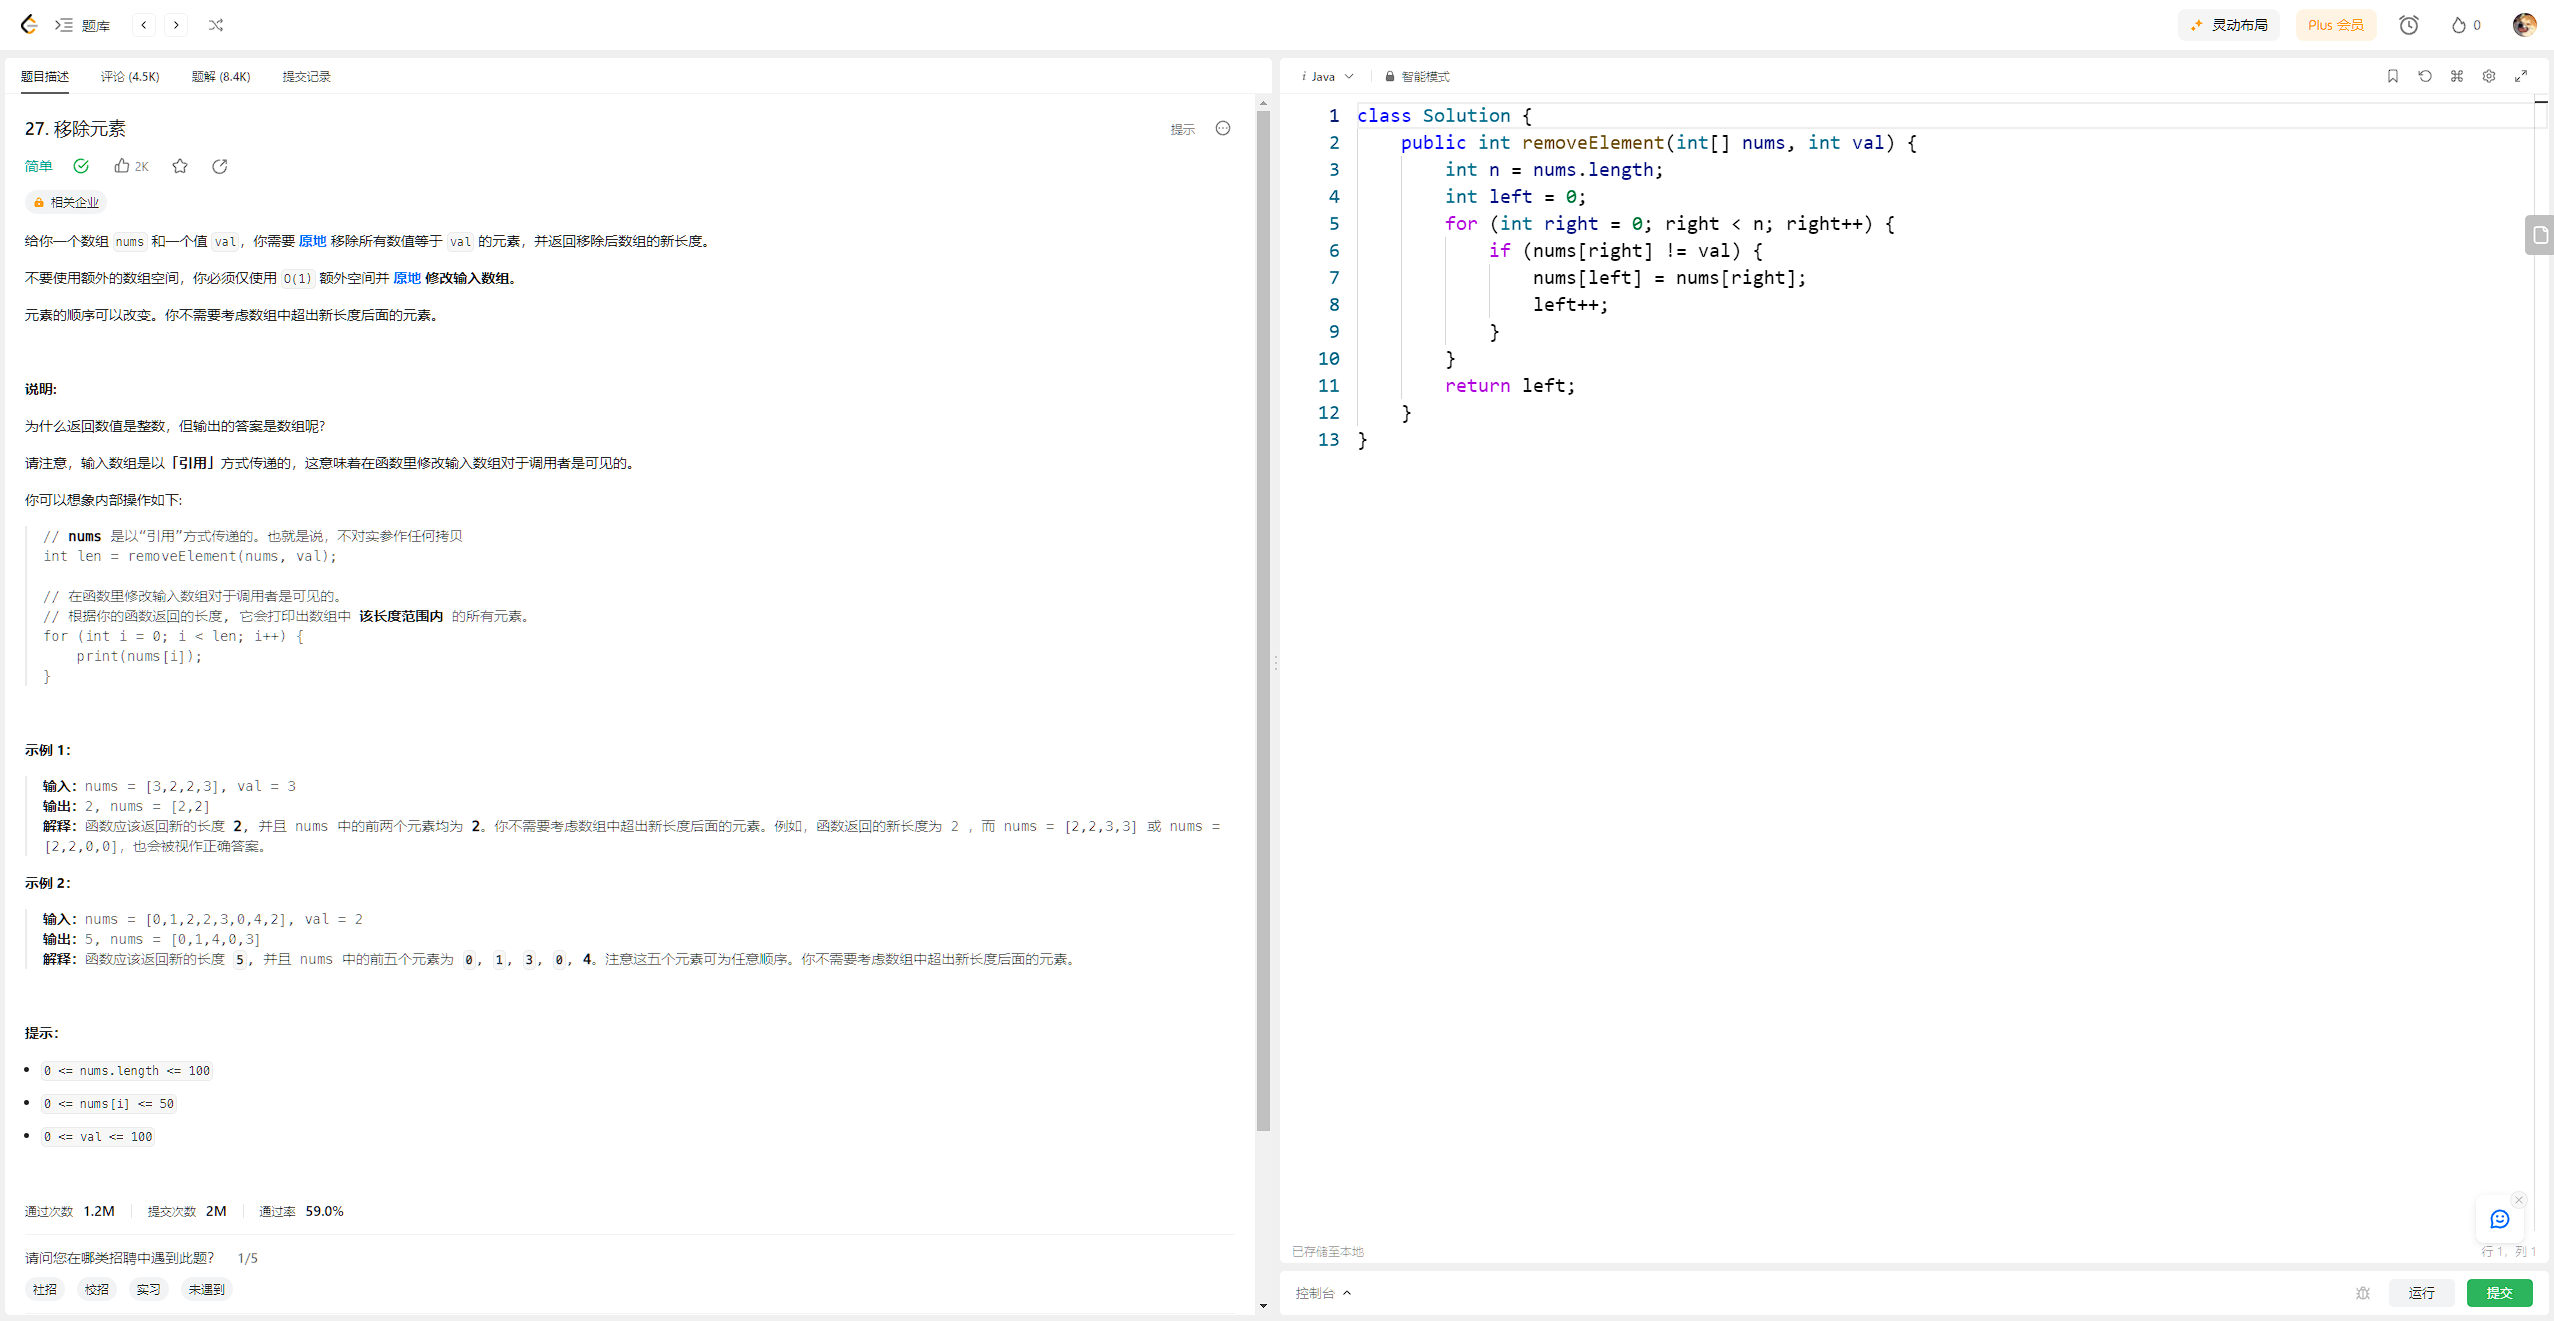 题库
灵动布局
Plus 会员
0
题目描述
评论 (4.5K)
题解 (8.4K)
提交记录
27. 移除元素
提示
简单
2K
相关企业
给你一个数组 nums 和一个值 val，你需要 原地 移除所有数值等于 val 的元素，并返回移除后数组的新长度。
不要使用额外的数组空间，你必须仅使用 O(1) 额外空间并 原地 修改输入数组。
元素的顺序可以改变。你不需要考虑数组中超出新长度后面的元素。
说明:
为什么返回数值是整数，但输出的答案是数组呢?
请注意，输入数组是以「引用」方式传递的，这意味着在函数里修改输入数组对于调用者是可见的。
你可以想象内部操作如下:
// nums 是以“引用”方式传递的。也就是说，不对实参作任何拷贝
int len = removeElement(nums, val);
// 在函数里修改输入数组对于调用者是可见的。
// 根据你的函数返回的长度, 它会打印出数组中 该长度范围内 的所有元素。
for (int i = 0; i < len; i++) {
    print(nums[i]);
}
示例 1：
输入：nums = [3,2,2,3], val = 3
输出：2, nums = [2,2]
解释：函数应该返回新的长度 2, 并且 nums 中的前两个元素均为 2。你不需要考虑数组中超出新长度后面的元素。例如，函数返回的新长度为 2 ，而 nums = [2,2,3,3] 或 nums =
[2,2,0,0]，也会被视作正确答案。
示例 2：
输入：nums = [0,1,2,2,3,0,4,2], val = 2
输出：5, nums = [0,1,4,0,3]
解释：函数应该返回新的长度 5, 并且 nums 中的前五个元素为 0, 1, 3, 0, 4。注意这五个元素可为任意顺序。你不需要考虑数组中超出新长度后面的元素。
提示：
0 <= nums.length <= 100
0 <= nums[i] <= 50
0 <= val <= 100
通过次数 1.2M
提交次数 2M
通过率 59.0%
请问您在哪类招聘中遇到此题？ 1/5
社招
校招
实习
未遇到
i Java
智能模式
1 class Solution {
2     public int removeElement(int[] nums, int val) {
3         int n = nums.length;
4         int left = 0;
5         for (int right = 0; right < n; right++) {
6             if (nums[right] != val) {
7                 nums[left] = nums[right];
8                 left++;
9             }
10         }
11         return left;
12     }
13 }
已存储至本地
行 1, 列 1
控制台
运行
提交